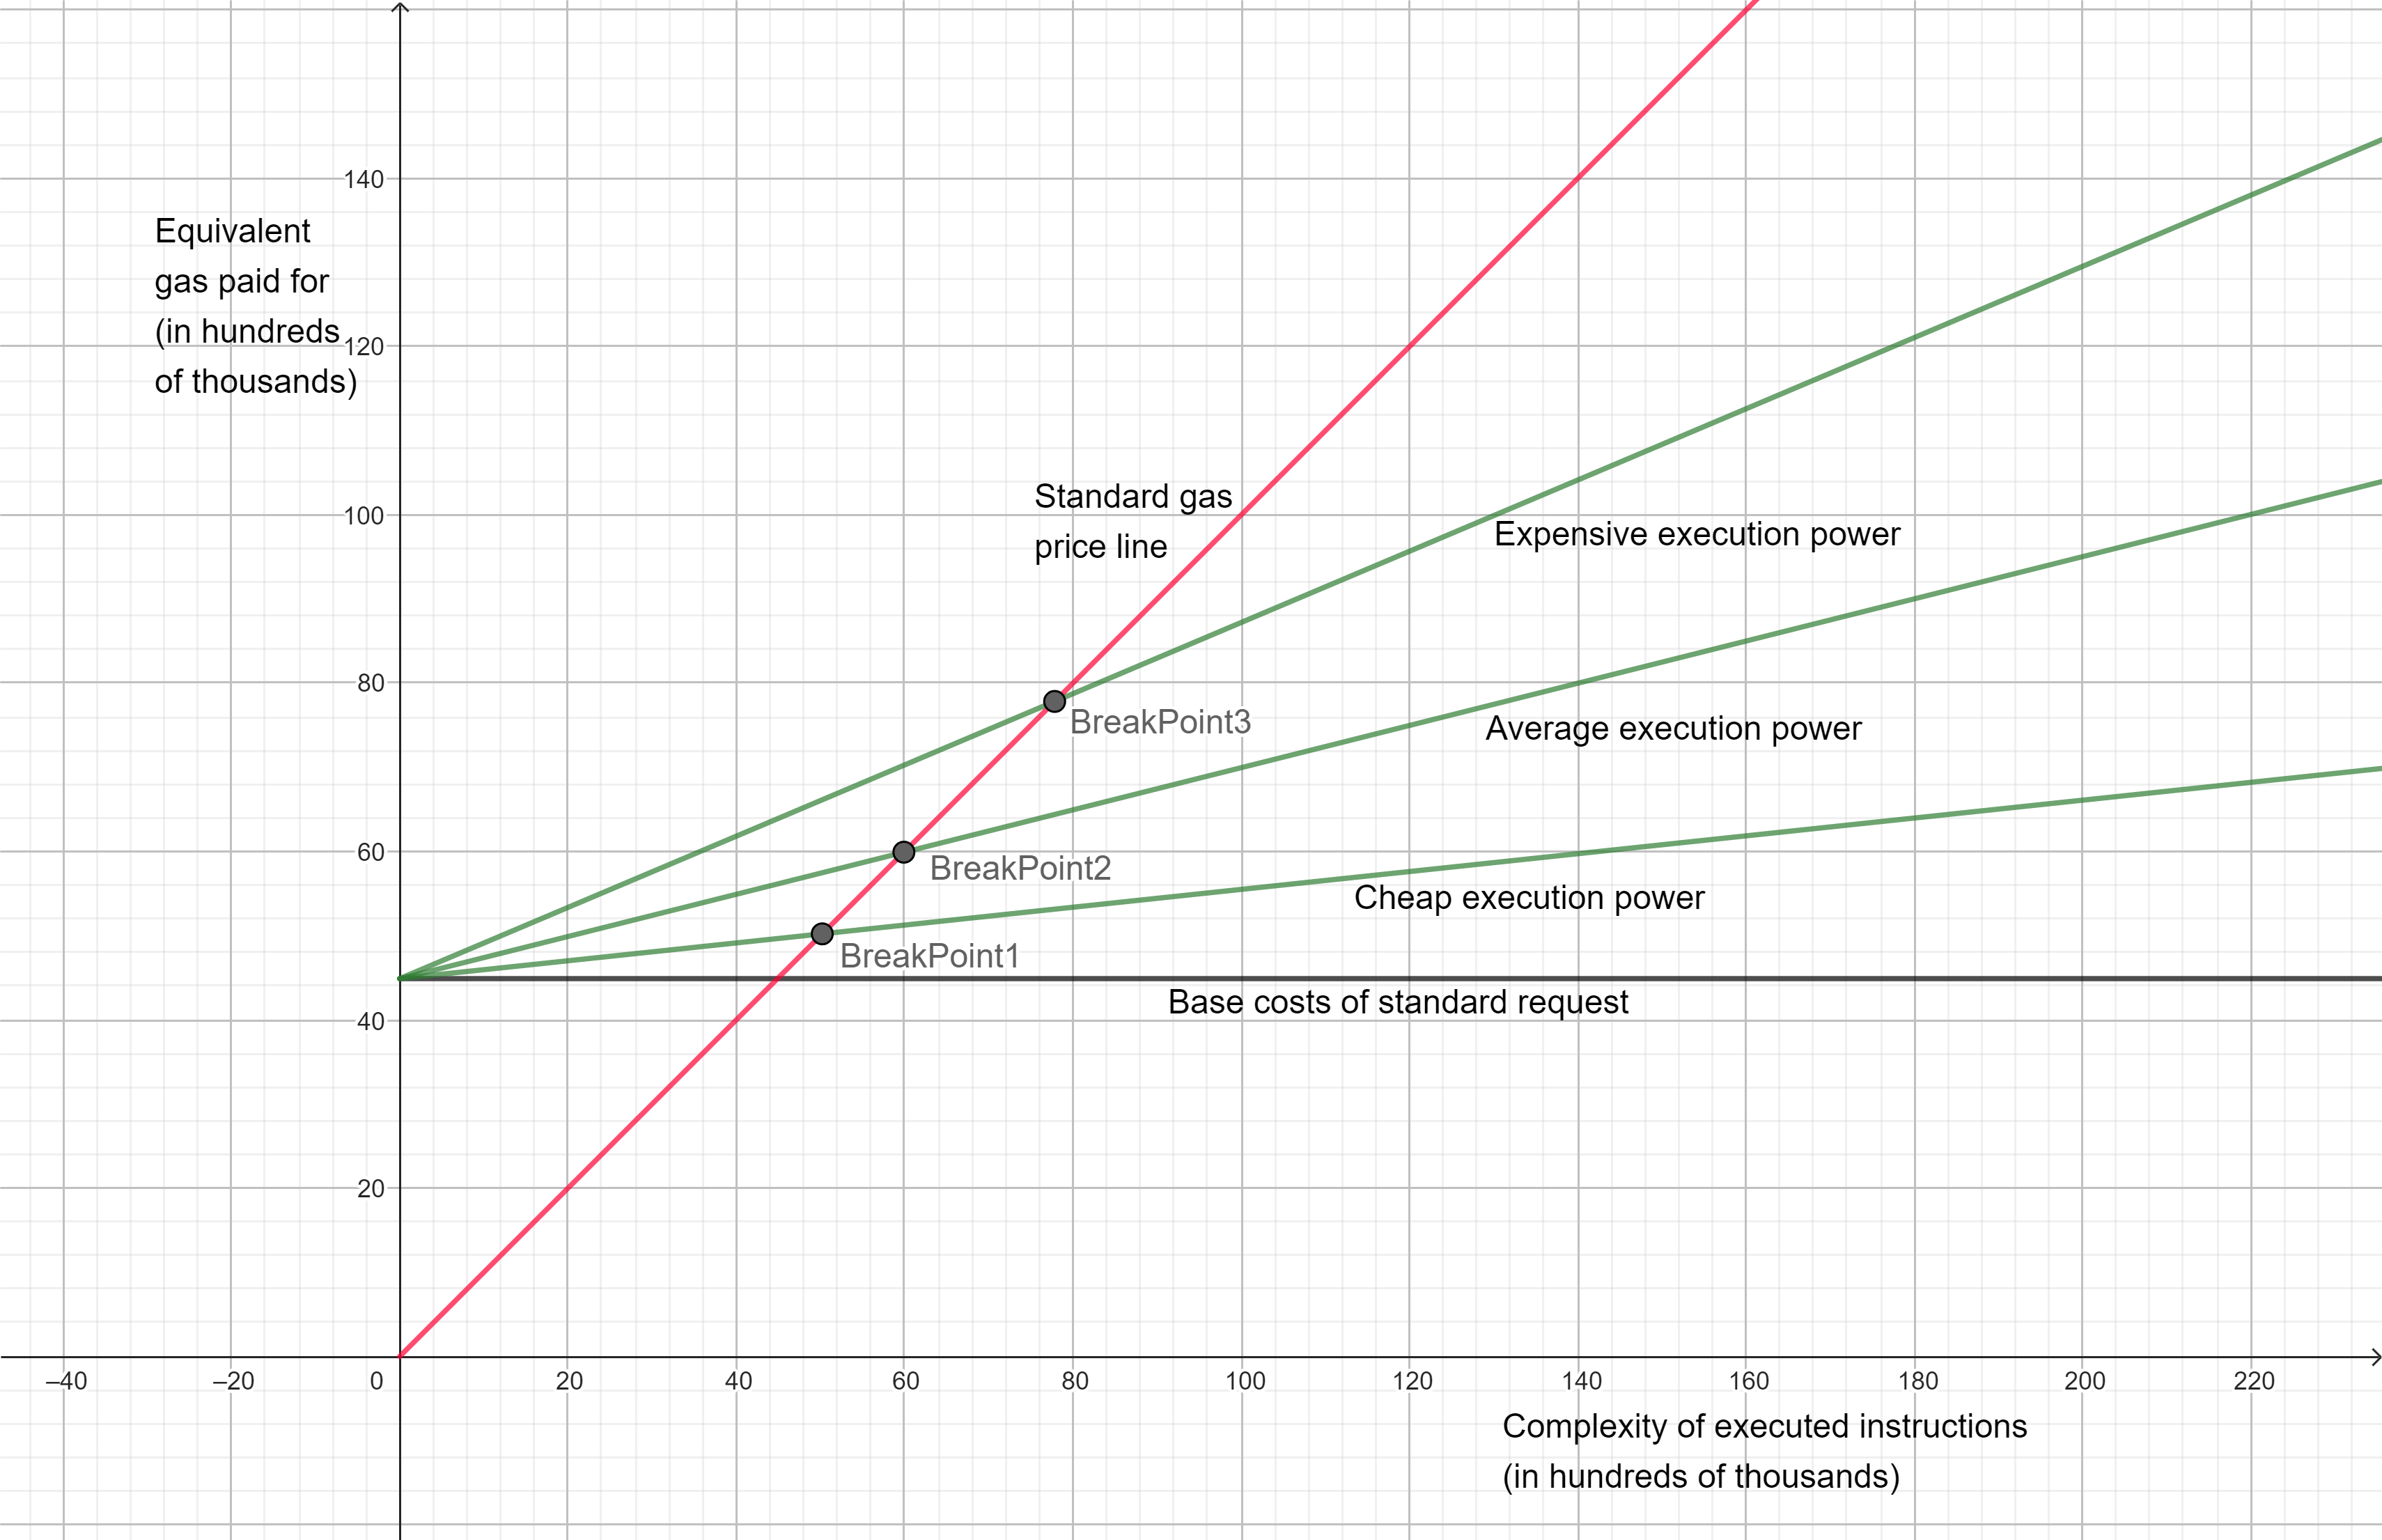 140
Equivalent
gas paid for
(in hundreds
of thousands)
120
Standard gas
price line
100
Expensive execution power
80
BreakPoint3
Average execution power
60
BreakPoint2
Cheap execution power
BreakPoint1
Base costs of standard request
40
20
–40 –20 0 20 40 60 80 100 120 140 160 180 200 220
Complexity of executed instructions
(in hundreds of thousands)